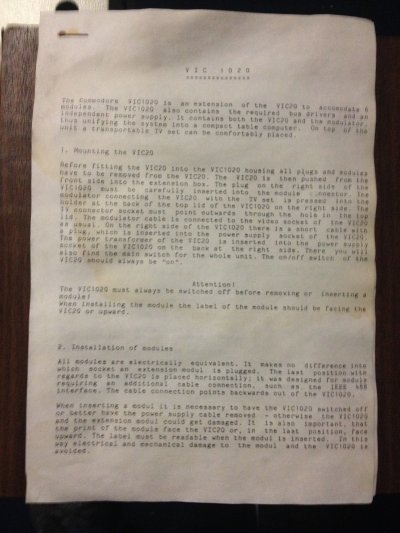 VIC 1020
The Commodore VIC1020 is an extension of the VIC20 to accomodate 6
modules. The VIC1020 also contains the required bus drivers and an
independent power supply. It contains both the VIC20 and the modulator,
thus unifying the system into a compact table computer. On top of the
unit a transportable TV set can be comfortably placed.
1. Mounting the VIC20
Before fitting the VIC20 into the VIC1020 housing all plugs and modules
have to be removed from the VIC20. The VIC20 is then pushed from the
front side into the extension box. The plug on the right side of the
VIC1020 must be carefully inserted into the module connector. The
modulator connecting the VIC20 with the TV set is pressed into the
holder in the back of the top lid of the VIC1020 on the right side. The
TV connector socket must point outwards through the hole in the top
lid. The modulator cable is connected to the video socket of the VIC20
as usual. On the right side of the VIC1020 there is a short cable with
a plug, which is inserted into the power supply socket of the VIC20.
The power transformer of the VIC20 is inserted into the power supply
socket of the VIC1020 on the back at the right side. There you will
also find the main switch for the whole unit. The on/off switch of the
VIC20 should always be "on".
Attention!
The VIC1020 must always be switched off before removing or inserting a
module!
When installing the module the label of the module should be facing the
VIC20 or upward.
2. Installation of modules
All modules are electrically equivalent. It makes no difference into
which socket an extension modul is plugged. The last position with
regards to the VIC20 is placed horizontally; it was designed for moduls
requiring an additional cable connection, such as the IEEE 488
interface. The cable connection points backwards out of the VIC1020.
When inserting a modul it is necessary to have the VIC1020 switched off
or better have the power supply cable removed - otherwise the VIC1020
and the extension modul could get damaged. It is also important, that
the print of the module face the VIC20 or, in the last position, face
upward. The label must be readable when the modul is inserted. In this
way electrical and mechanical damage to the modul and the VIC1020 is
avoided.